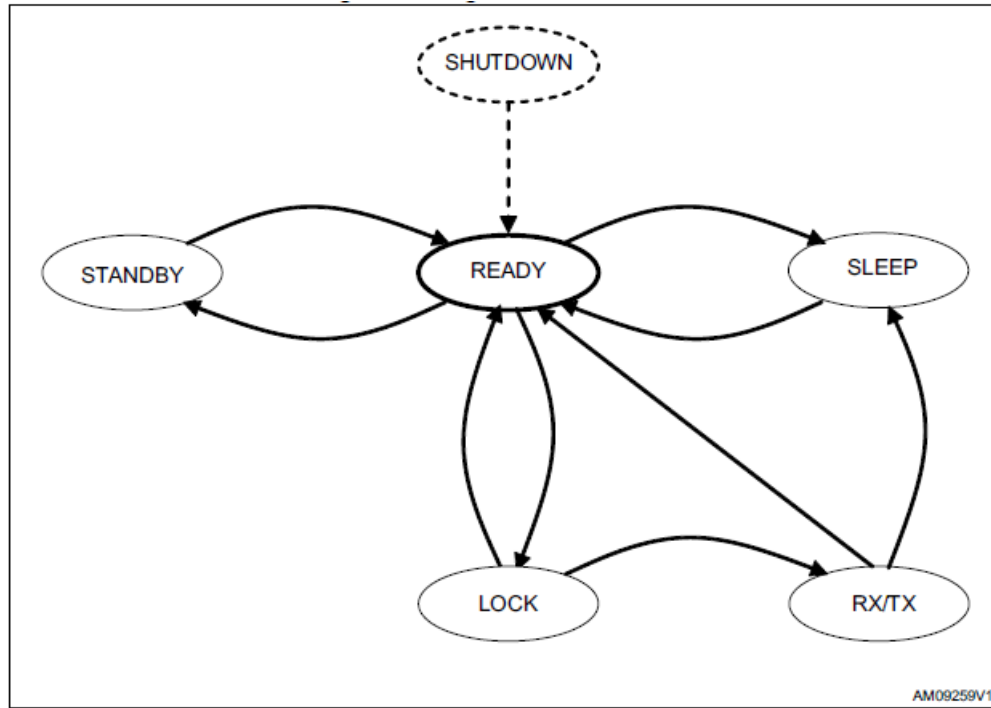 SHUTDOWN
STANDBY
READY
SLEEP
LOCK
RX/TX
AM09259V1